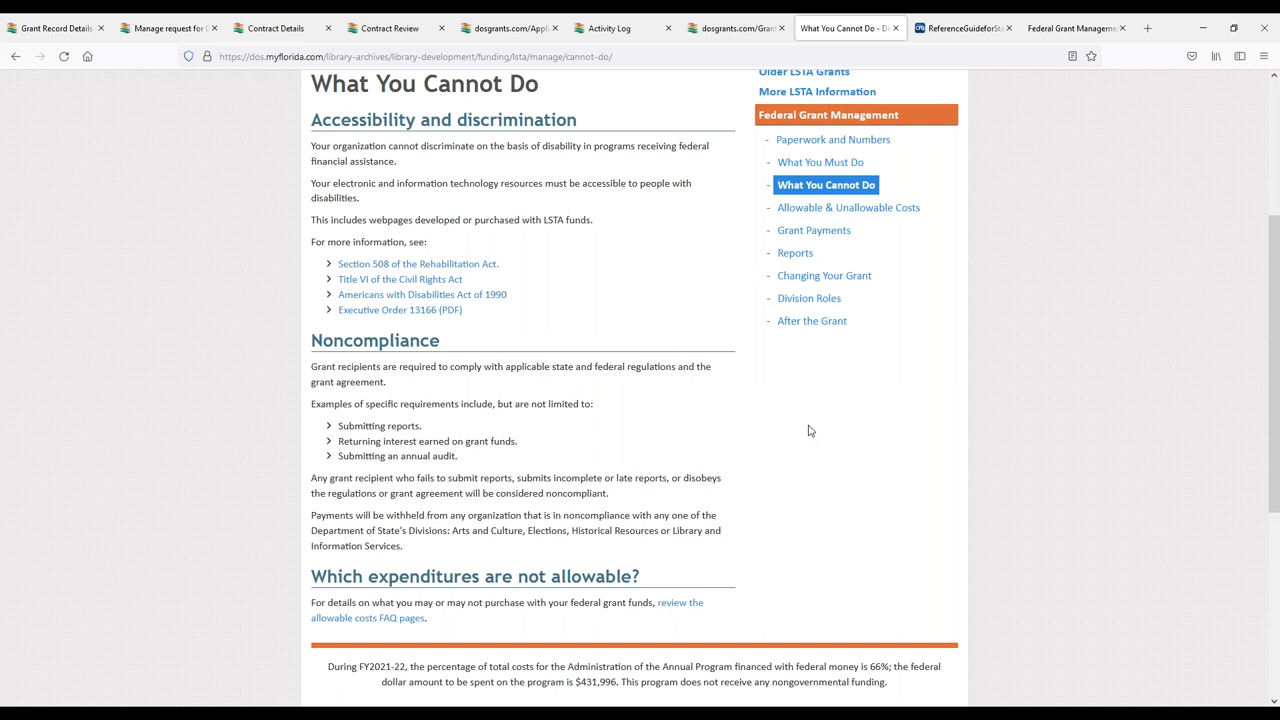 Grant Record Details
Manage request for G
Contract Details
Contract Review
dosgrants.com/Appli
Activity Log
dosgrants.com/Grant
What You Cannot Do - Di
ReferenceGuideforSta
Federal Grant Manageme
https://dos.myflorida.com/library-archives/library-development/funding/lsta/manage/cannot-do/
What You Cannot Do
Accessibility and discrimination
Your organization cannot discriminate on the basis of disability in programs receiving federal
financial assistance.
Your electronic and information technology resources must be accessible to people with
disabilities.
This includes webpages developed or purchased with LSTA funds.
For more information, see:
Section 508 of the Rehabilitation Act.
Title VI of the Civil Rights Act
Americans with Disabilities Act of 1990
Executive Order 13166 (PDF)
Noncompliance
Grant recipients are required to comply with applicable state and federal regulations and the
grant agreement.
Examples of specific requirements include, but are not limited to:
Submitting reports.
Returning interest earned on grant funds.
Submitting an annual audit.
Any grant recipient who fails to submit reports, submits incomplete or late reports, or disobeys
the regulations or grant agreement will be considered noncompliant.
Payments will be withheld from any organization that is in noncompliance with any one of the
Department of State's Divisions: Arts and Culture, Elections, Historical Resources or Library and
Information Services.
Which expenditures are not allowable?
For details on what you may or may not purchase with your federal grant funds, review the
allowable costs FAQ pages.
Older LSTA Grants
More LSTA Information
Federal Grant Management
- Paperwork and Numbers
- What You Must Do
- What You Cannot Do
- Allowable & Unallowable Costs
- Grant Payments
- Reports
- Changing Your Grant
- Division Roles
- After the Grant
During FY2021-22, the percentage of total costs for the Administration of the Annual Program financed with federal money is 66%; the federal
dollar amount to be spent on the program is $431,996. This program does not receive any nongovernmental funding.